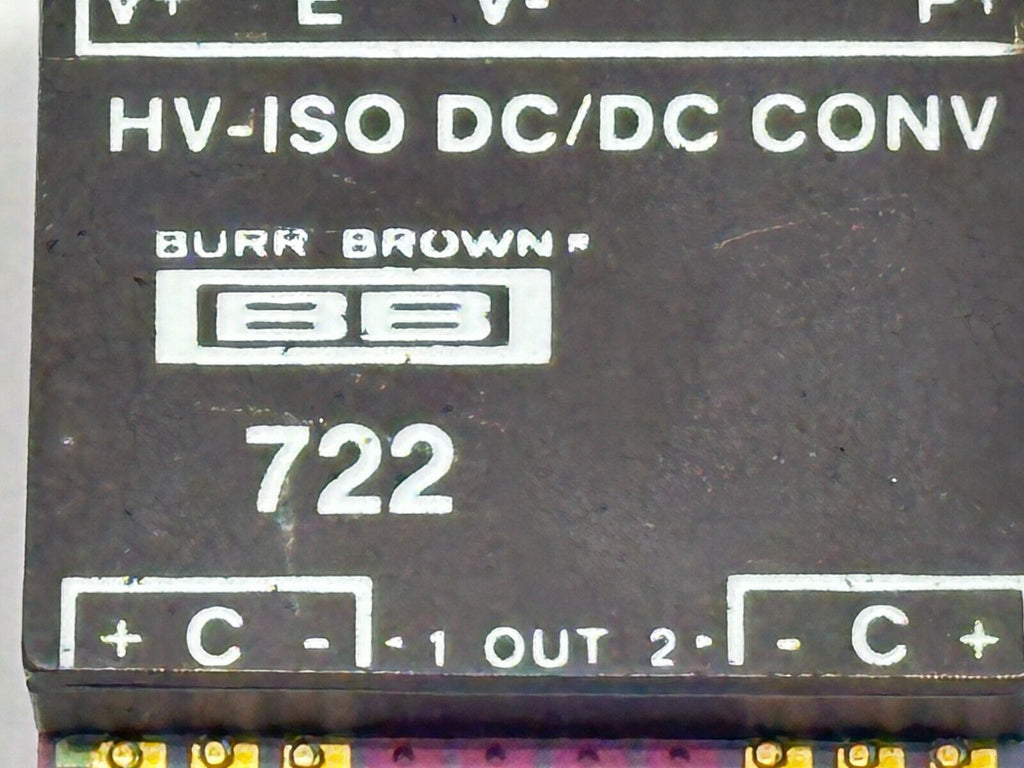 V+ E V- P+
HV-ISO DC/DC CONV
BURR BROWN®
BB
722
+ C - ◂1 OUT 2▸ - C +